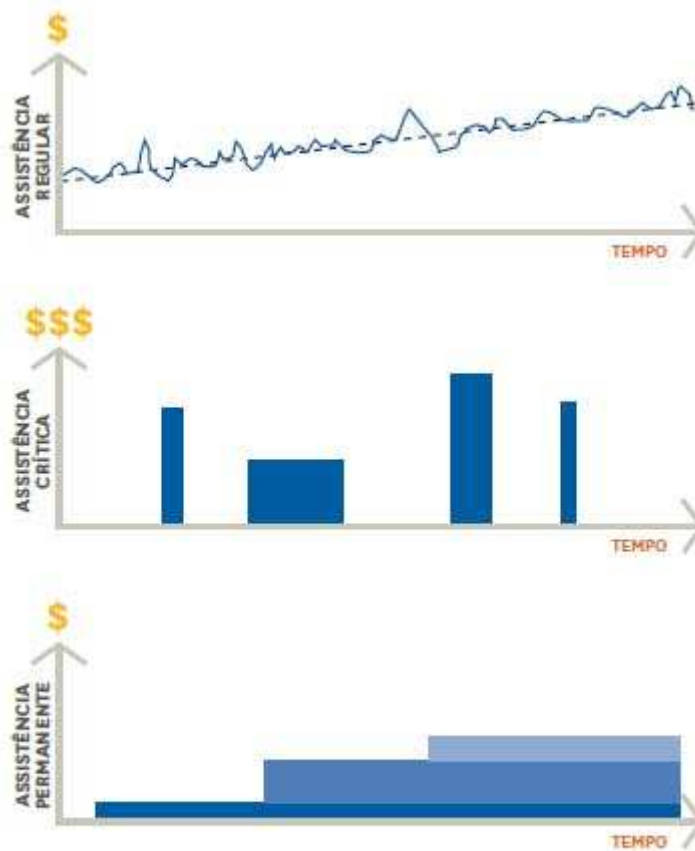 $
ASSISTÊNCIA
REGULAR
TEMPO
$$$
ASSISTÊNCIA
CRÍTICA
TEMPO
$
ASSISTÊNCIA
PERMANENTE
TEMPO